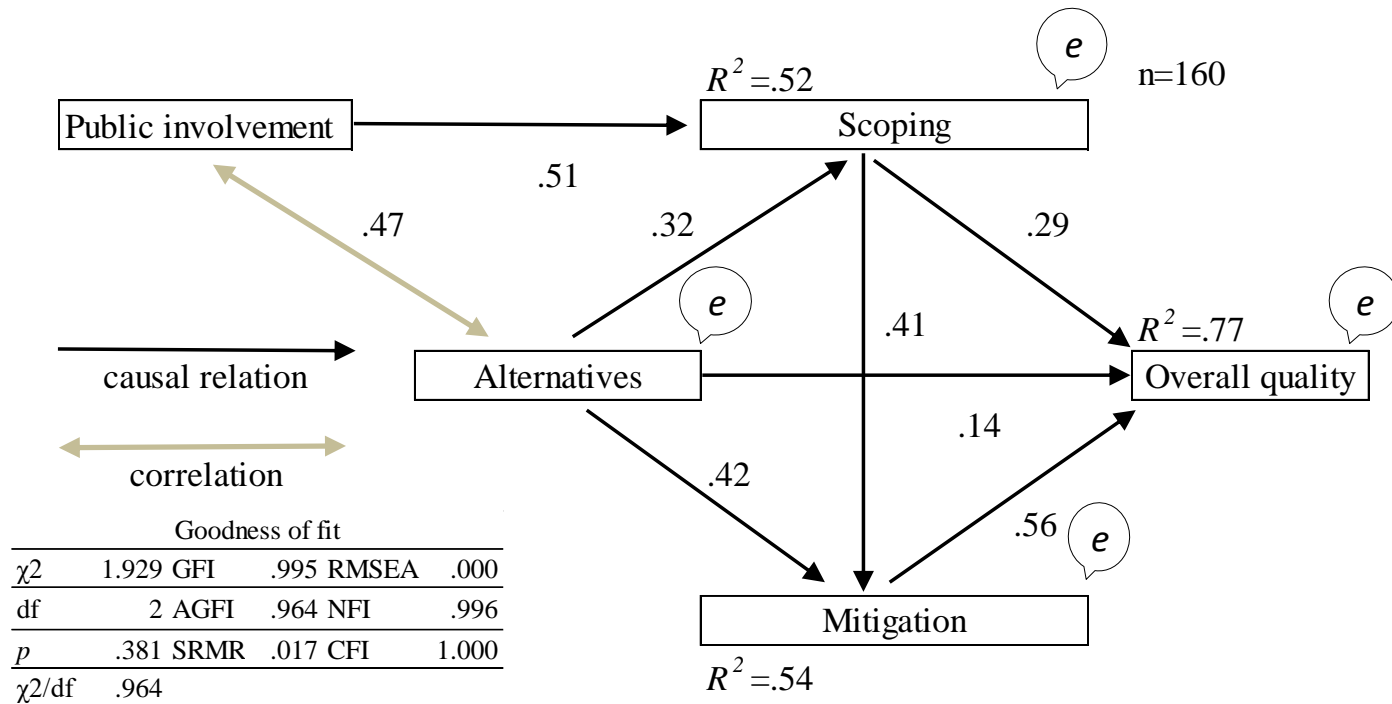 e
R² =.52
n=160
Public involvement
Scoping
.51
.47
.32
.29
e
e
.41
R² =.77
causal relation
Alternatives
Overall quality
.14
correlation
.42
.56
e
Goodness of fit
χ2 1.929 GFI .995 RMSEA .000
df 2 AGFI .964 NFI .996
Mitigation
p .381 SRMR .017 CFI 1.000
χ2/df .964
R² =.54